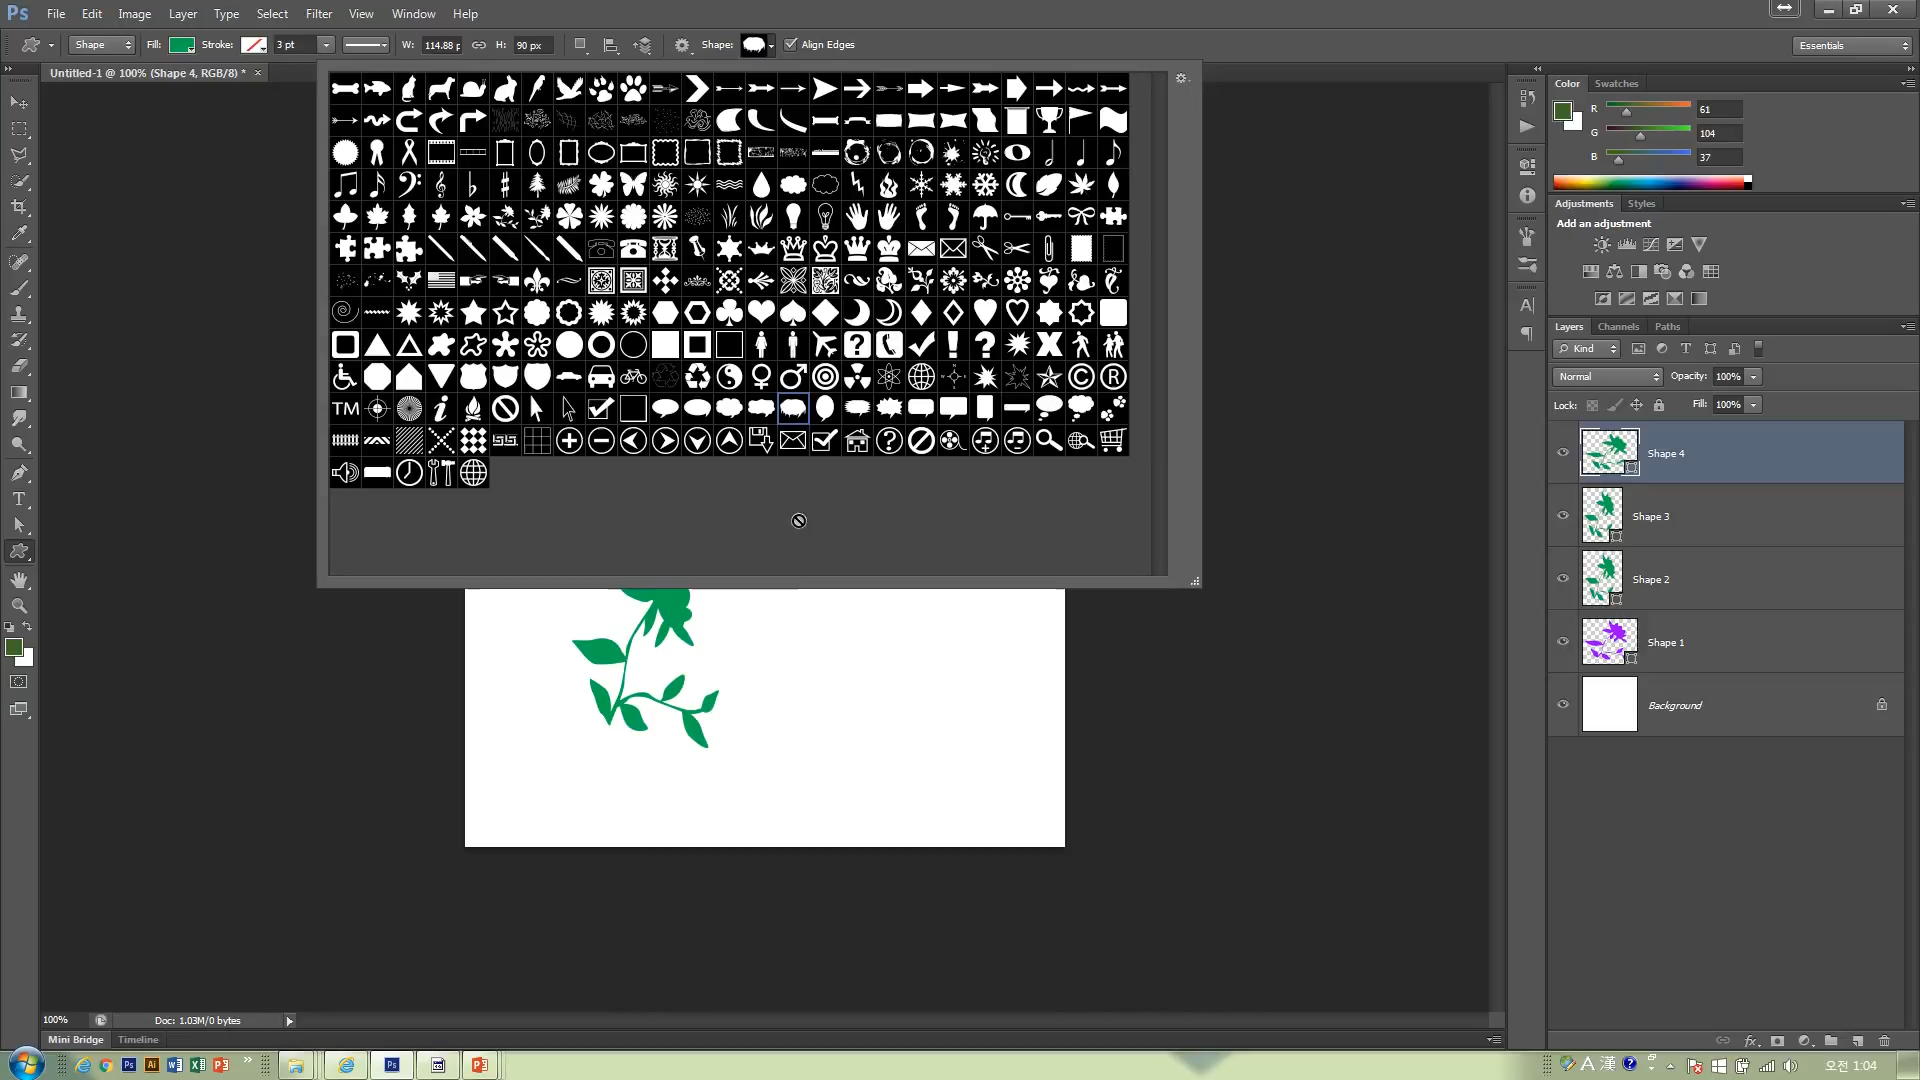 Ps File Edit Image Layer Type Select Filter View Window Help
Shape Fill: Stroke: 3 pt W: 114.88 p H: 90 px Shape: Align Edges Essentials
Untitled-1 @ 100% (Shape 4, RGB/8) * ×
Color Swatches
R 61
G 104
B 37
Adjustments Styles
Add an adjustment
Layers Channels Paths
Kind
Normal Opacity: 100%
Lock: Fill: 100%
Shape 4
Shape 3
Shape 2
Shape 1
Background
TM
100% Doc: 1.03M/0 bytes
Mini Bridge Timeline
A 漢 오전 1:04